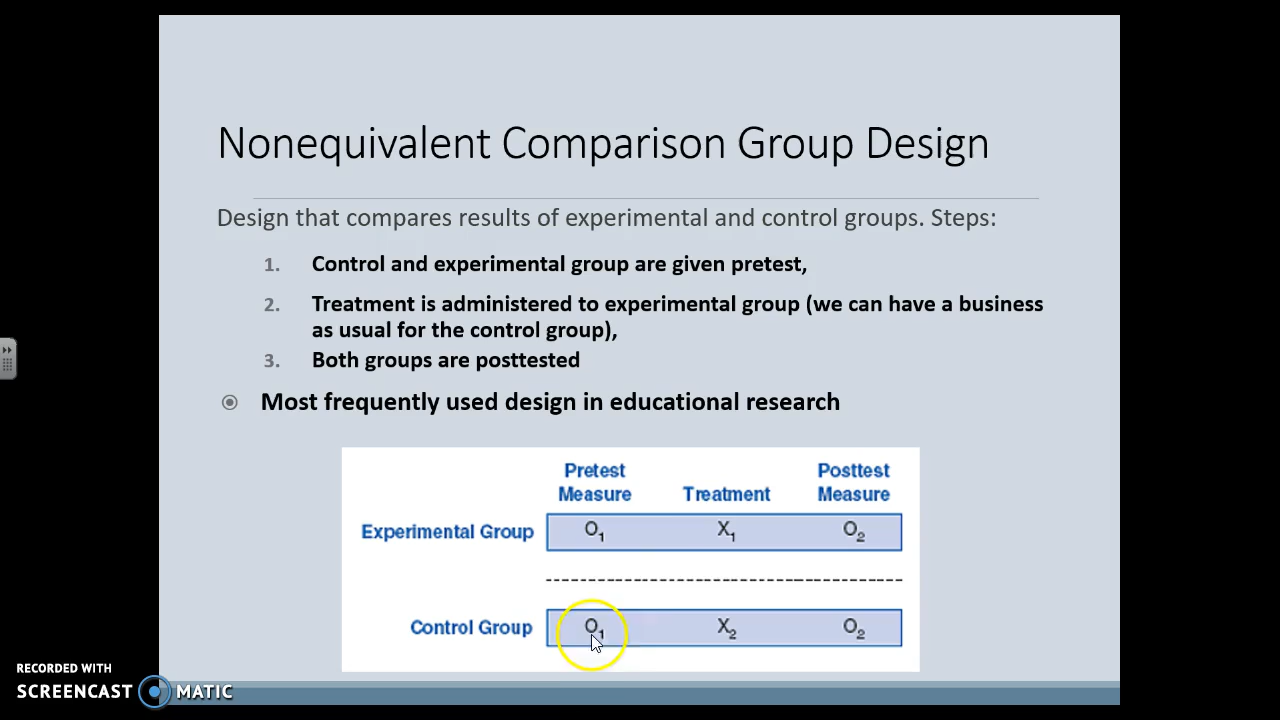 Nonequivalent Comparison Group Design
Design that compares results of experimental and control groups. Steps:
1. Control and experimental group are given pretest,
2. Treatment is administered to experimental group (we can have a business
as usual for the control group),
3. Both groups are posttested
Most frequently used design in educational research
Pretest Measure Treatment Posttest Measure
Experimental Group O1 X1 O2
Control Group O1 X2 O2
RECORDED WITH
SCREENCAST MATIC